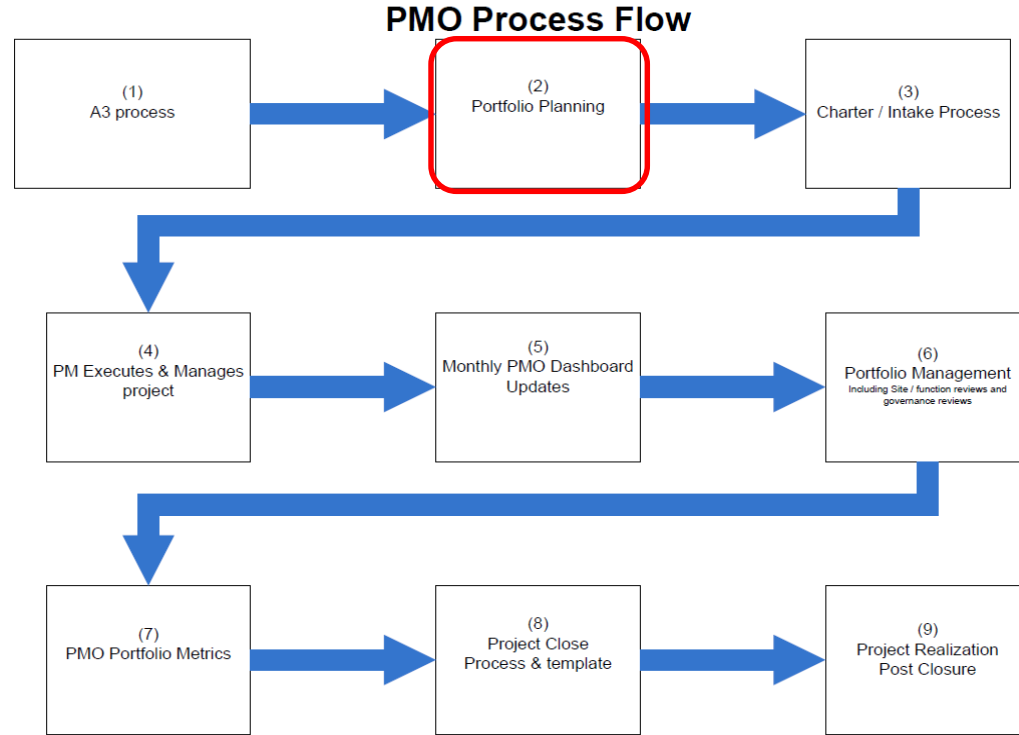 PMO Process Flow
(1)
A3 process
(2)
Portfolio Planning
(3)
Charter / Intake Process
(4)
PM Executes & Manages
project
(5)
Monthly PMO Dashboard
Updates
(6)
Portfolio Management
Including Site / function reviews and
governance reviews
(7)
PMO Portfolio Metrics
(8)
Project Close
Process & template
(9)
Project Realization
Post Closure